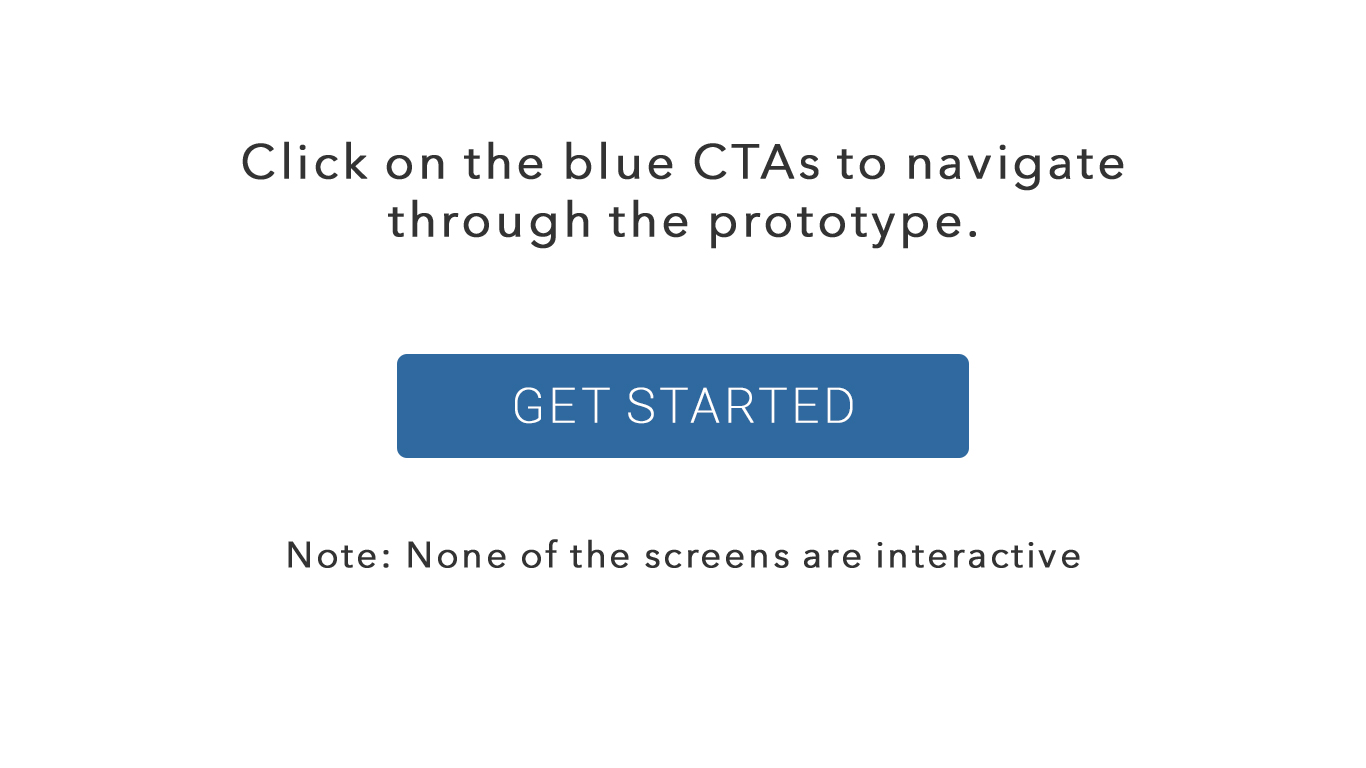 Click on the blue CTAs to navigate
through the prototype.
GET STARTED
Note: None of the screens are interactive